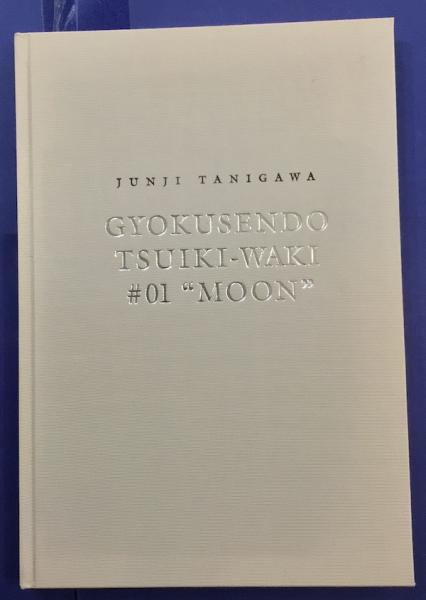 JUNJI TANIGAWA
GYOKUSENDO
TSUIKI-WAKI
#01 “MOON”